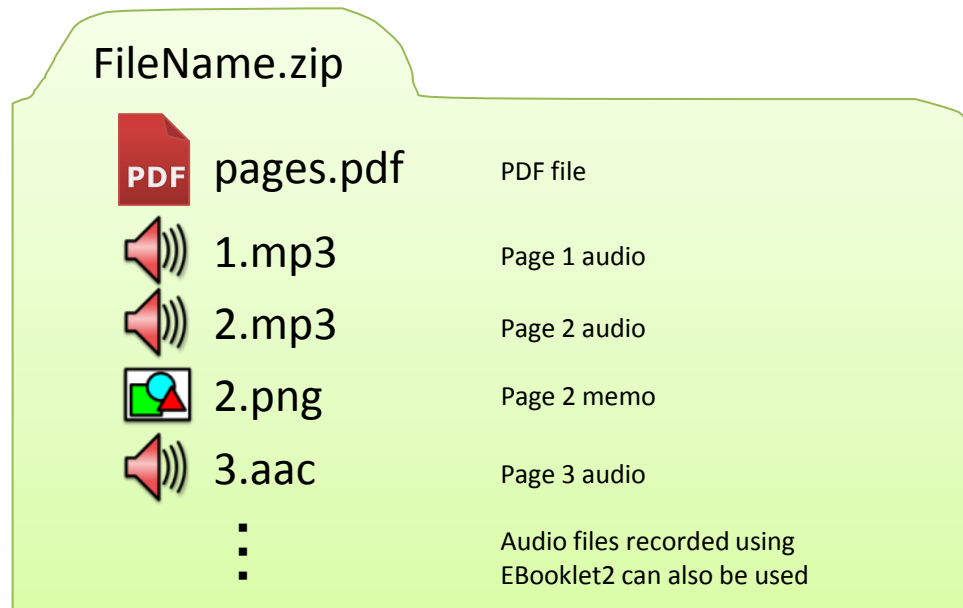 FileName.zip
PDF pages.pdf PDF file
1.mp3 Page 1 audio
2.mp3 Page 2 audio
2.png Page 2 memo
3.aac Page 3 audio
Audio files recorded using
EBooklet2 can also be used